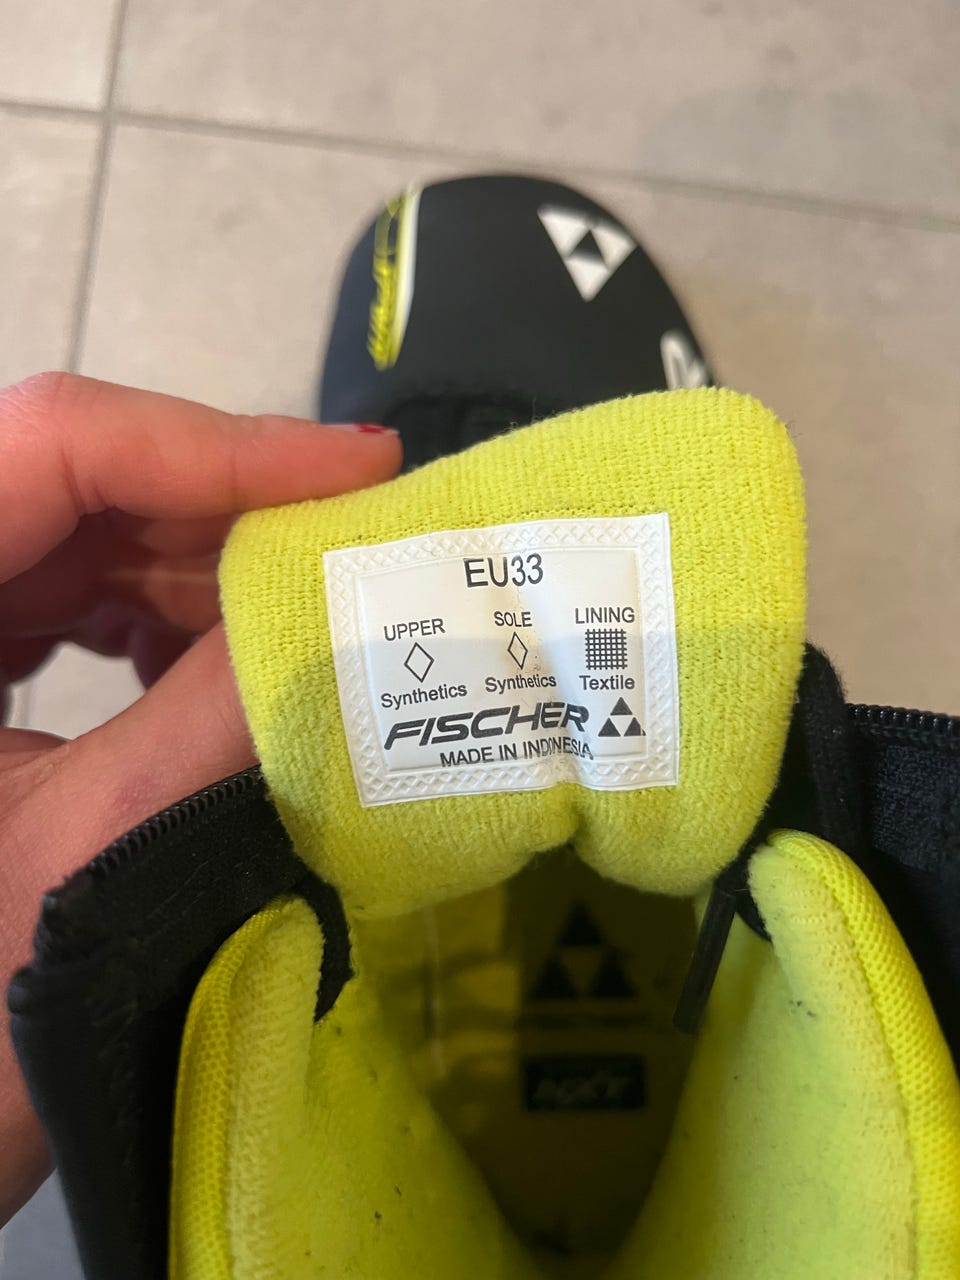 EU33
UPPER SOLE LINING
Synthetics Synthetics Textile
FISCHER
MADE IN INDONESIA